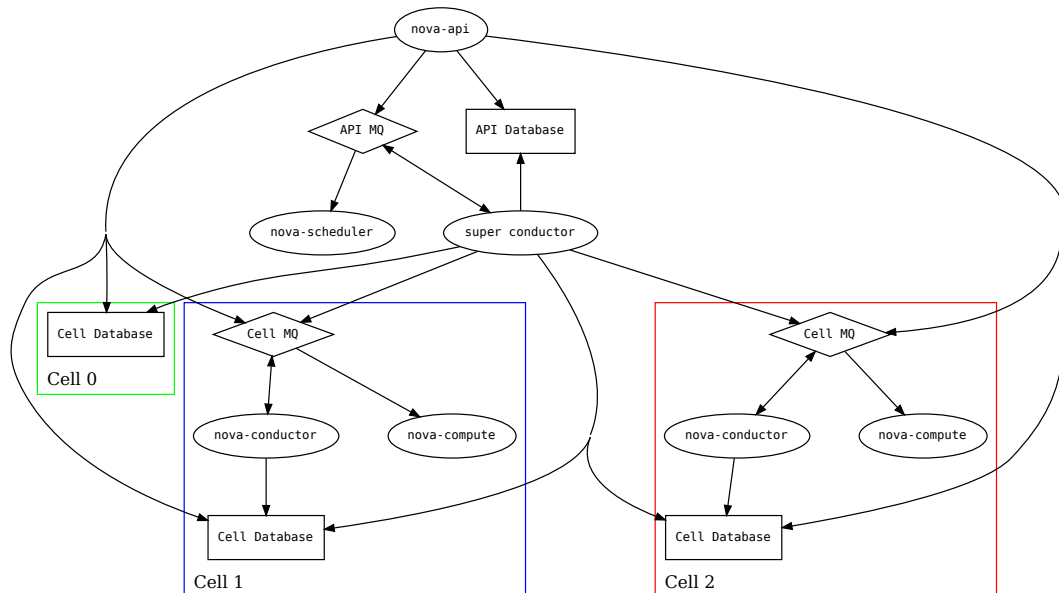 nova-api
API MQ
API Database
nova-scheduler
super conductor
Cell Database
Cell 0
Cell MQ
nova-conductor
nova-compute
Cell Database
Cell 1
Cell MQ
nova-conductor
nova-compute
Cell Database
Cell 2